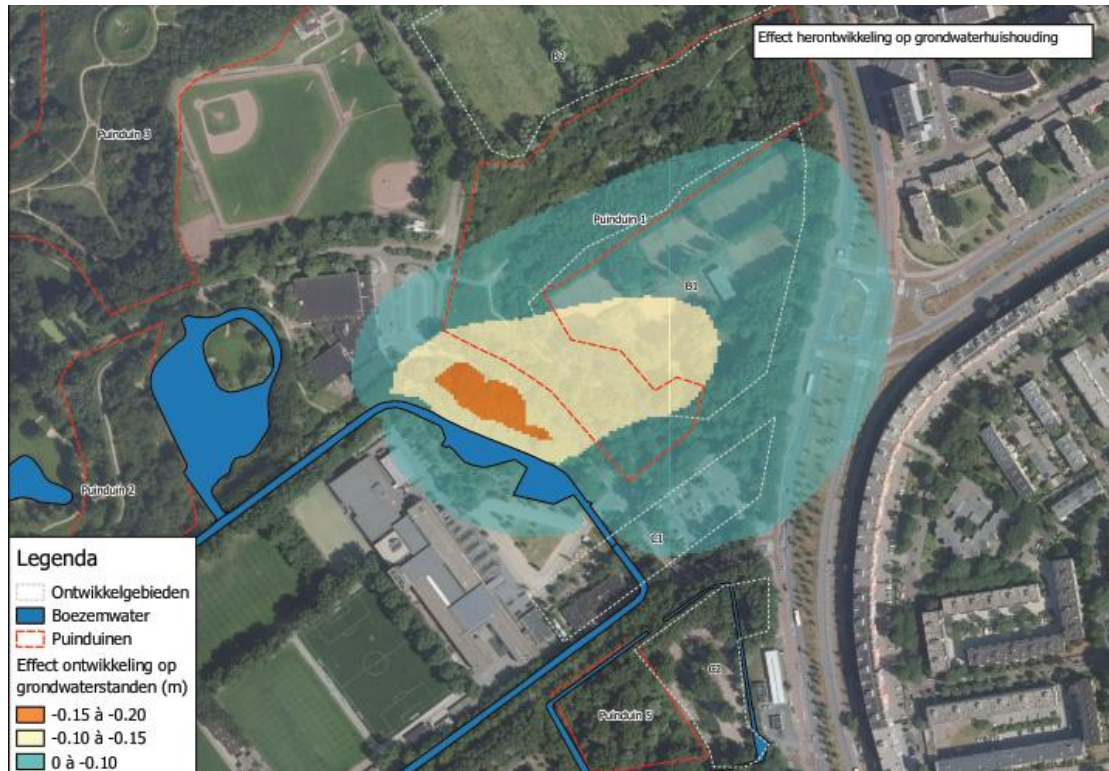 Effect herontwikkeling op grondwaterhuishouding
B2
Puinduin 3
Puinduin 1
B1
Puinduin 2
C1
C2
Puinduin 5
Legenda
Ontwikkelgebieden
Boezemwater
Puinduinen
Effect ontwikkeling op
grondwaterstanden (m)
-0.15 à -0.20
-0.10 à -0.15
0 à -0.10